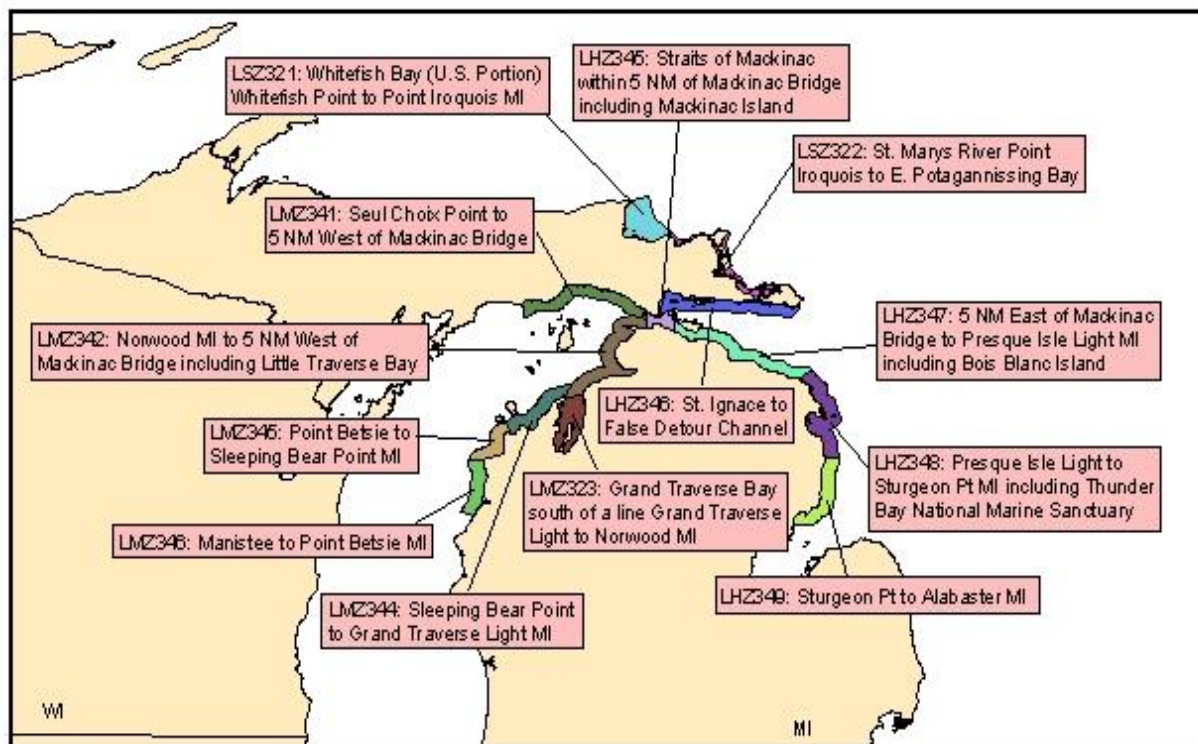 LSZ321: Whitefish Bay (U.S. Portion)
Whitefish Point to Point Iroquois MI
LHZ345: Straits of Mackinac
within 5 NM of Mackinac Bridge
including Mackinac Island
LSZ322: St. Marys River Point
Iroquois to E. Potagannissing Bay
LMZ341: Seul Choix Point to
5 NM West of Mackinac Bridge
LMZ342: Norwood MI to 5 NM West of
Mackinac Bridge including Little Traverse Bay
LHZ347: 5 NM East of Mackinac
Bridge to Presque Isle Light MI
including Bois Blanc Island
LHZ346: St. Ignace to
False Detour Channel
LMZ345: Point Betsie to
Sleeping Bear Point MI
LHZ348: Presque Isle Light to
Sturgeon Pt MI including Thunder
Bay National Marine Sanctuary
LMZ323: Grand Traverse Bay
south of a line Grand Traverse
Light to Norwood MI
LMZ346: Manistee to Point Betsie MI
LHZ349: Sturgeon Pt to Alabaster MI
LMZ344: Sleeping Bear Point
to Grand Traverse Light MI
WI
MI